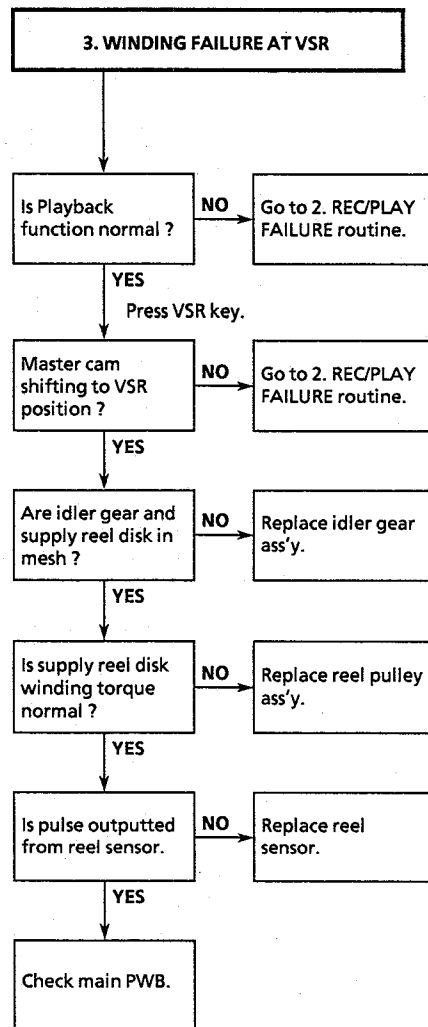 3. WINDING FAILURE AT VSR
Is Playback
function normal ?
NO
Go to 2. REC/PLAY
FAILURE routine.
YES
Press VSR key.
Master cam
shifting to VSR
position ?
NO
Go to 2. REC/PLAY
FAILURE routine.
YES
Are idler gear and
supply reel disk in
mesh ?
NO
Replace idler gear
ass'y.
YES
Is supply reel disk
winding torque
normal ?
NO
Replace reel pulley
ass'y.
YES
Is pulse outputted
from reel sensor.
NO
Replace reel
sensor.
YES
Check main PWB.